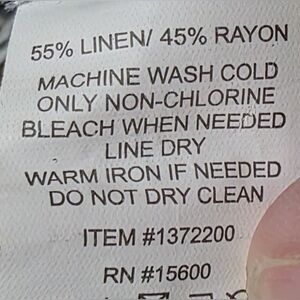 55% LINEN/ 45% RAYON
MACHINE WASH COLD
ONLY NON-CHLORINE
BLEACH WHEN NEEDED
LINE DRY
WARM IRON IF NEEDED
DO NOT DRY CLEAN
ITEM #1372200
RN #15600